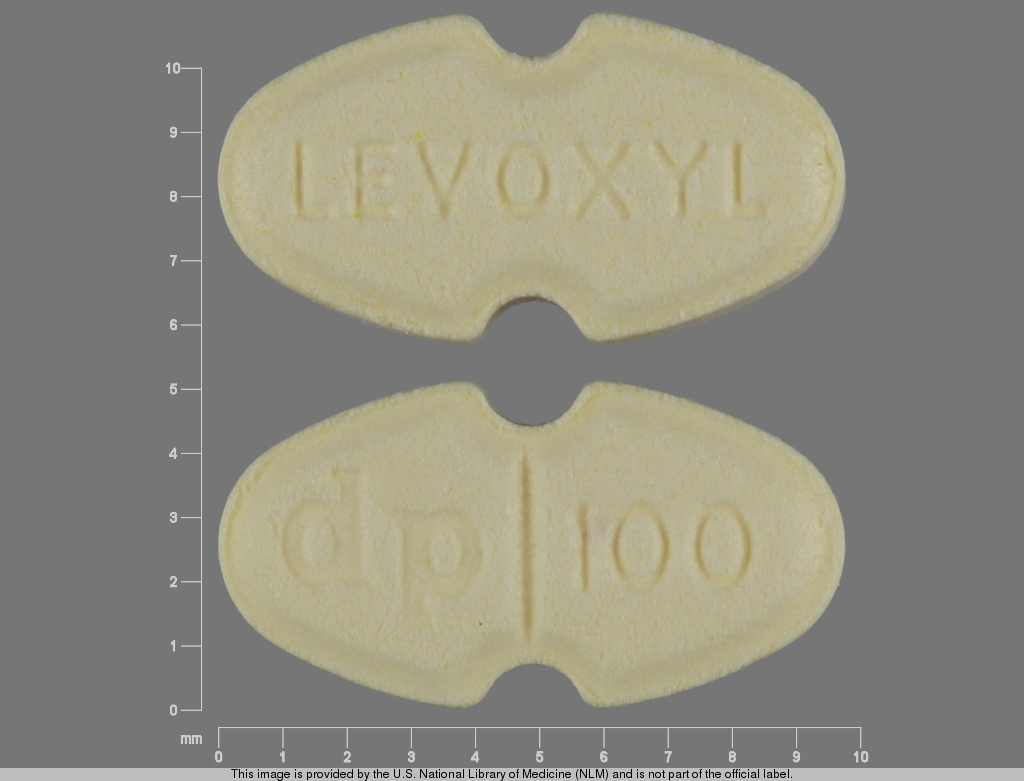 LEVOXYL
dp 100
10
9
8
7
6
5
4
3
2
1
0
mm
0 1 2 3 4 5 6 7 8 9 10
This image is provided by the U.S. National Library of Medicine (NLM) and is not part of the official label.